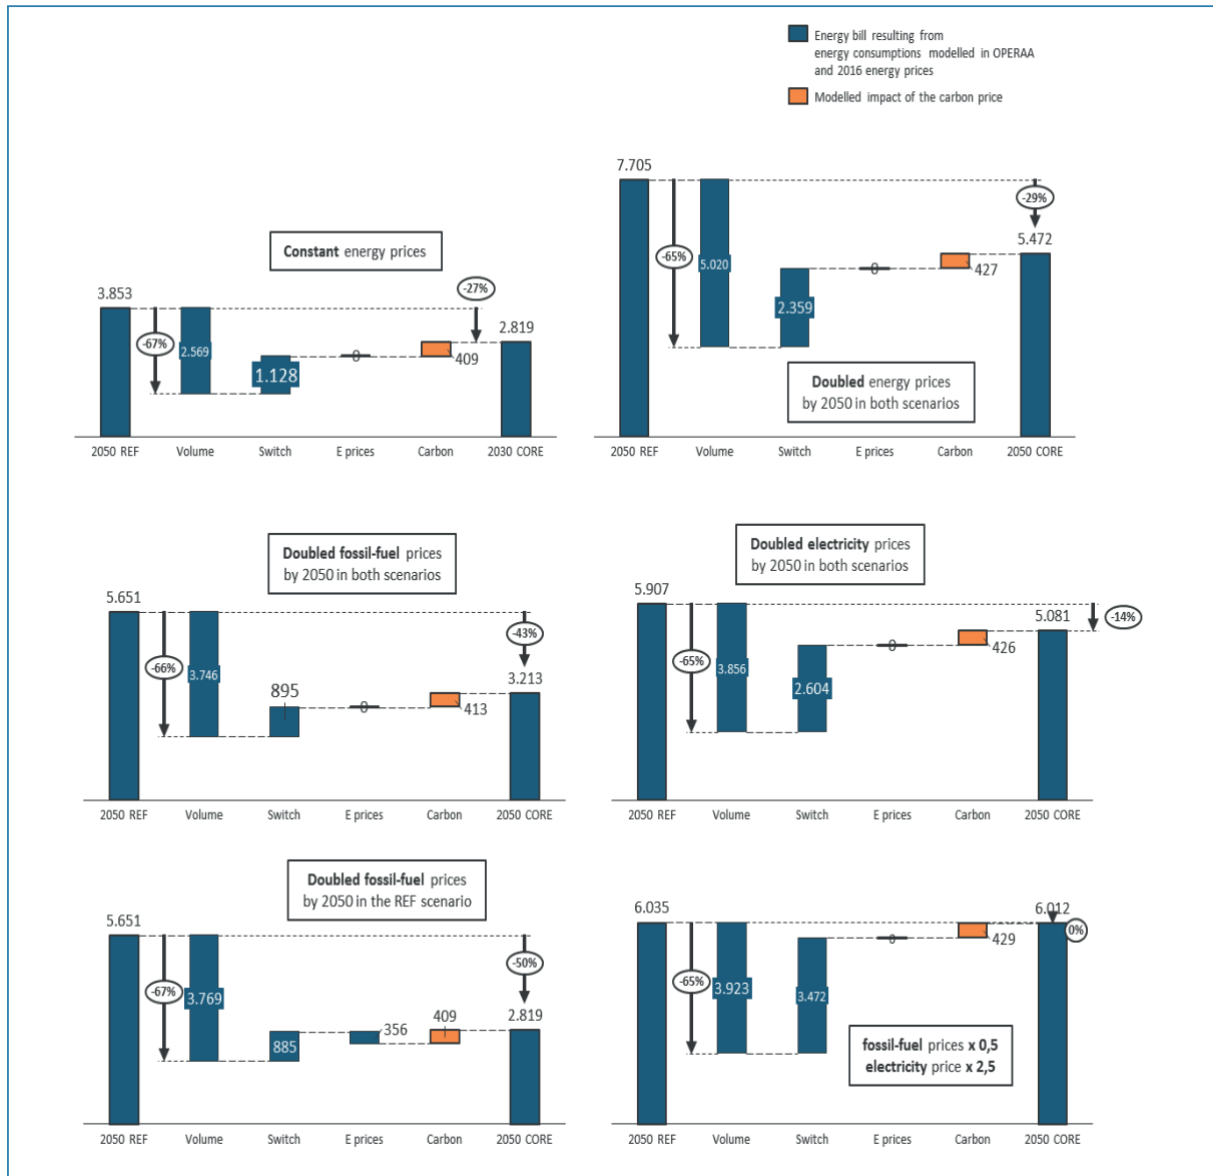 Energy bill resulting from
energy consumptions modelled in OPERAA
and 2016 energy prices
Modelled impact of the carbon price
Constant energy prices
3.853
-67%
2.569
1.128
0
409
-27%
2.819
2050 REF Volume Switch E prices Carbon 2030 CORE
7.705
-65%
5.020
2.359
0
427
-29%
5.472
Doubled energy prices
by 2050 in both scenarios
2050 REF Volume Switch E prices Carbon 2050 CORE
Doubled fossil-fuel prices
by 2050 in both scenarios
5.651
-66%
3.746
895
0
413
-43%
3.213
2050 REF Volume Switch E prices Carbon 2050 CORE
Doubled electricity prices
by 2050 in both scenarios
5.907
-65%
3.856
2.604
0
426
5.081
-14%
2050 REF Volume Switch E prices Carbon 2050 CORE
Doubled fossil-fuel prices
by 2050 in the REF scenario
5.651
-67%
3.769
885
356
409
-50%
2.819
2050 REF Volume Switch E prices Carbon 2050 CORE
6.035
-65%
3.923
3.472
0
429
6.012
0%
fossil-fuel prices x 0,5
electricity price x 2,5
2050 REF Volume Switch E prices Carbon 2050 CORE